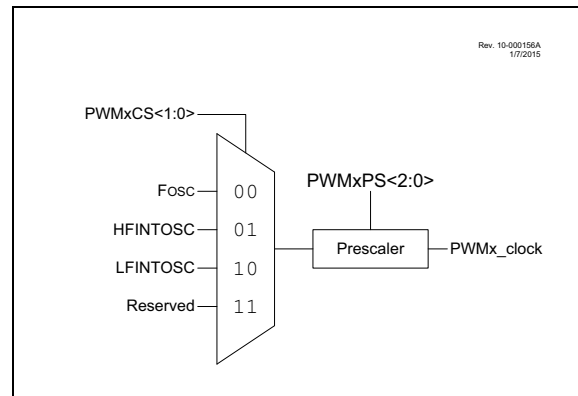 Rev. 10-000156A
1/7/2015
PWMxCS<1:0>
FOSC
00
PWMxPS<2:0>
HFINTOSC
01
Prescaler
PWMx_clock
LFINTOSC
10
Reserved
11